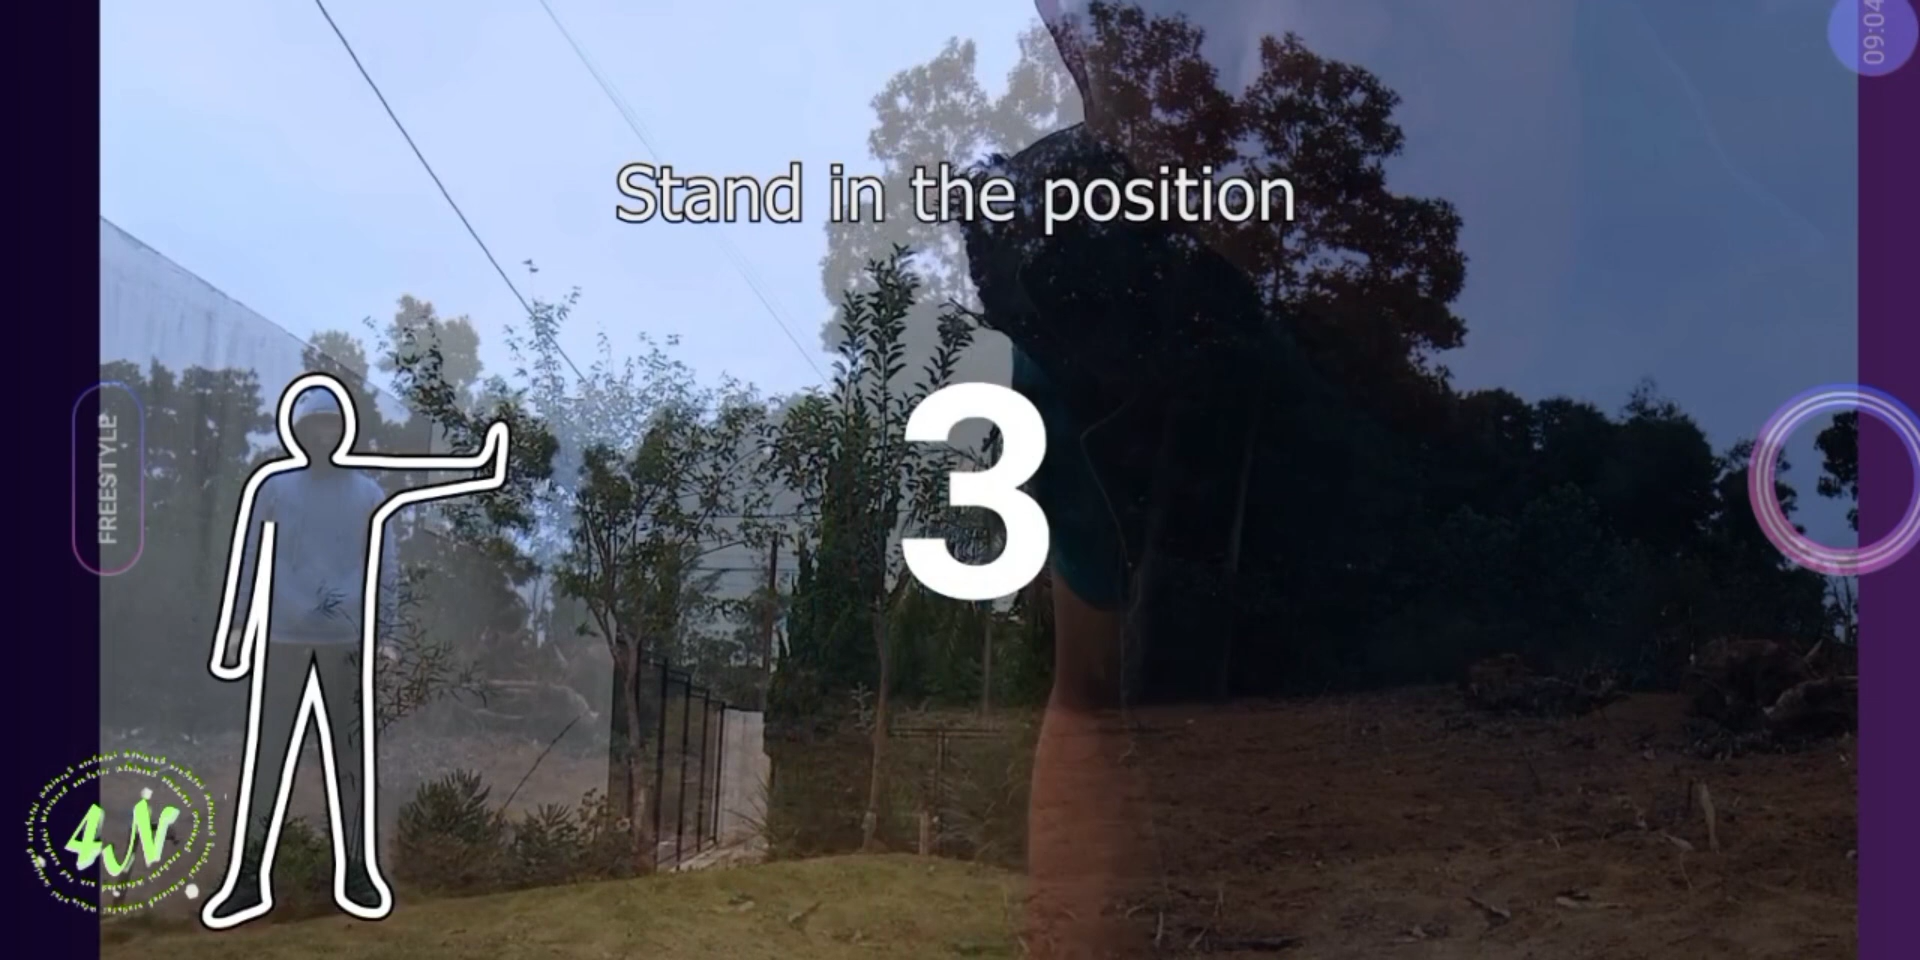 Stand in the position
3
FREESTYLE
09:04
4N